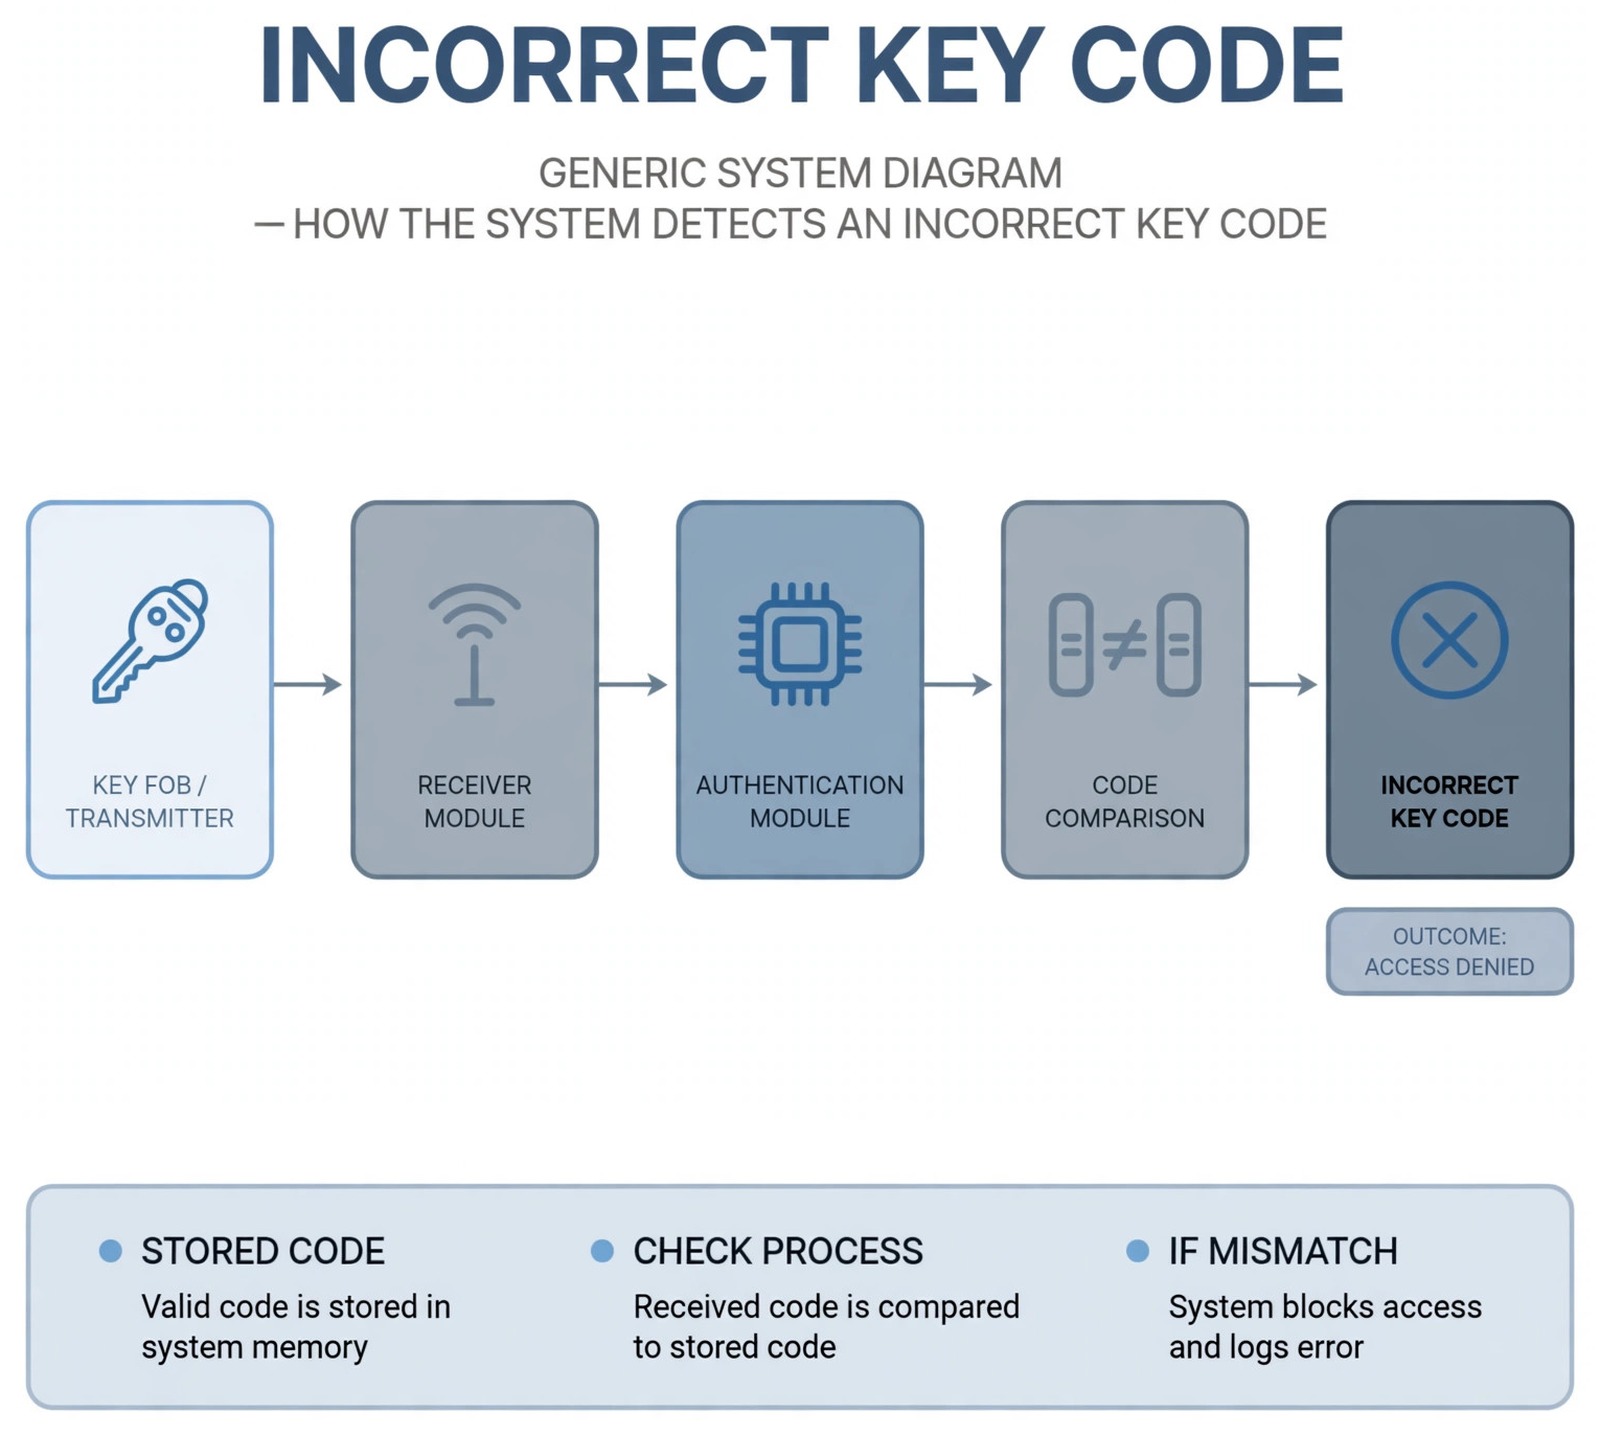 INCORRECT KEY CODE
GENERIC SYSTEM DIAGRAM
— HOW THE SYSTEM DETECTS AN INCORRECT KEY CODE
KEY FOB /
TRANSMITTER
RECEIVER
MODULE
AUTHENTICATION
MODULE
≠
CODE
COMPARISON
INCORRECT
KEY CODE
OUTCOME:
ACCESS DENIED
STORED CODE
Valid code is stored in
system memory
CHECK PROCESS
Received code is compared
to stored code
IF MISMATCH
System blocks access
and logs error